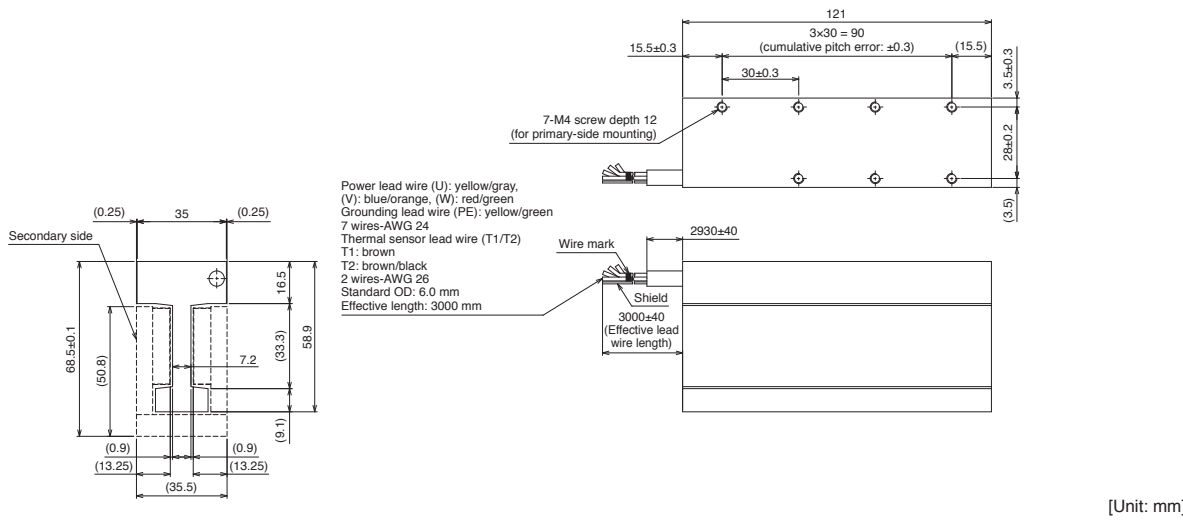 121
3×30 = 90
(cumulative pitch error: ±0.3)
15.5±0.3
(15.5)
30±0.3
3.5±0.3
7-M4 screw depth 12
(for primary-side mounting)
28±0.2
(3.5)
Power lead wire (U): yellow/gray,
(V): blue/orange, (W): red/green
Grounding lead wire (PE): yellow/green
7 wires-AWG 24
Thermal sensor lead wire (T1/T2)
T1: brown
T2: brown/black
2 wires-AWG 26
Standard OD: 6.0 mm
Effective length: 3000 mm
(0.25)
35
(0.25)
Secondary side
16.5
68.5±0.1
(50.8)
7.2
(33.3)
58.9
(9.1)
(0.9)
(0.9)
(13.25)
(13.25)
(35.5)
2930±40
Wire mark
Shield
3000±40
(Effective lead
wire length)
[Unit: mm]